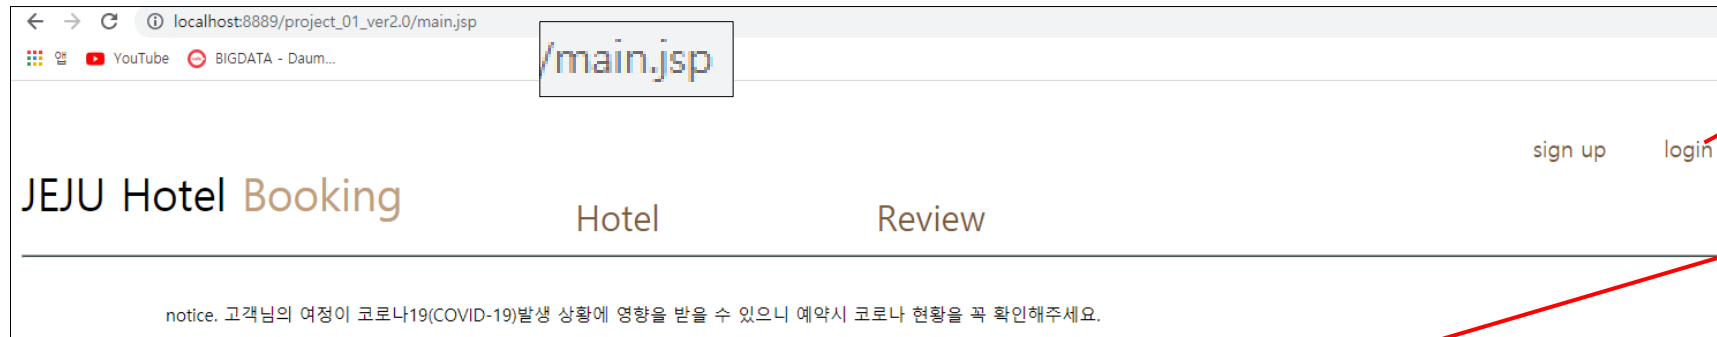 localhost:8889/project_01_ver2.0/main.jsp
앱 YouTube BIGDATA - Daum...
/main.jsp
sign up login
JEJU Hotel Booking
Hotel Review
notice. 고객님의 여정이 코로나19(COVID-19)발생 상황에 영향을 받을 수 있으니 예약시 코로나 현황을 꼭 확인해주세요.